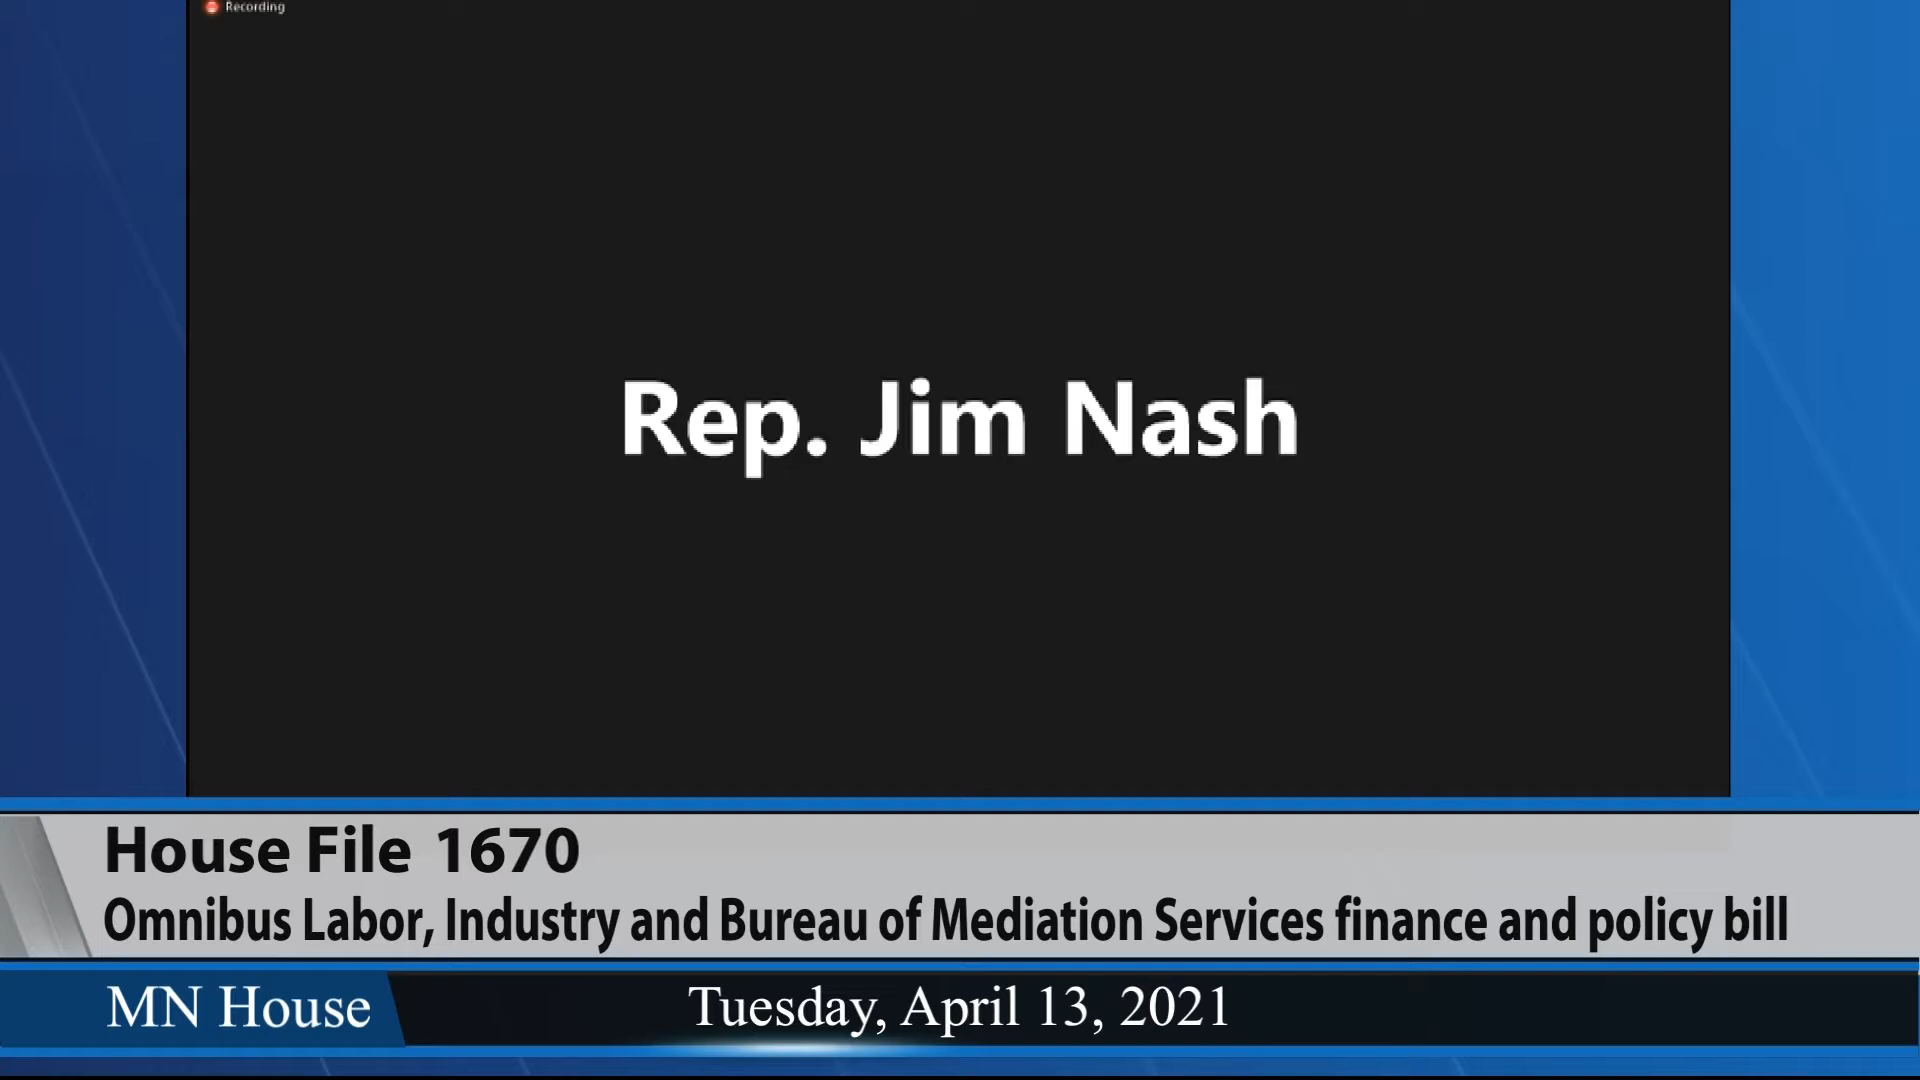 Recording
Rep. Jim Nash
House File 1670
Omnibus Labor, Industry and Bureau of Mediation Services finance and policy bill
MN House
Tuesday, April 13, 2021